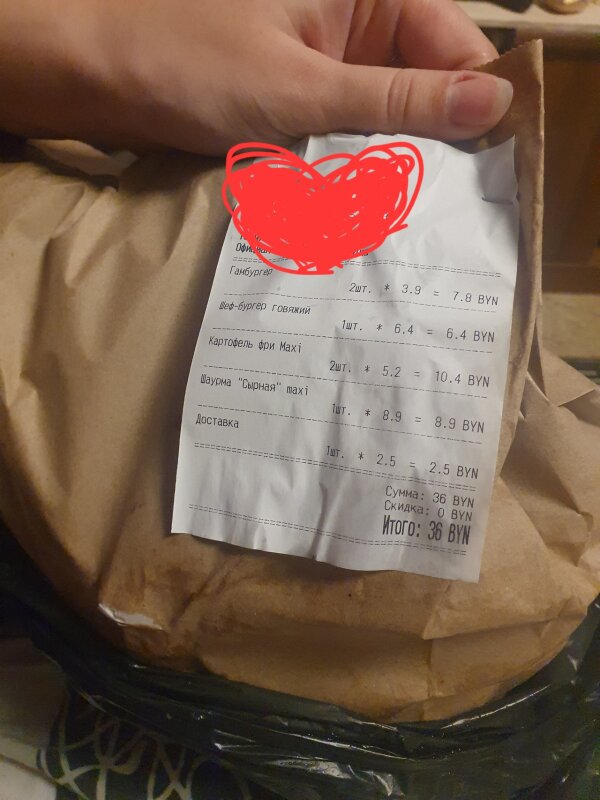 Гамбургер
2шт. * 3.9 = 7.8 BYN
Шеф-бургер говяжий
1шт. * 6.4 = 6.4 BYN
Картофель фри Maxi
2шт. * 5.2 = 10.4 BYN
Шаурма "Сырная" maxi
1шт. * 8.9 = 8.9 BYN
Доставка
1шт. * 2.5 = 2.5 BYN
Сумма: 36 BYN
Скидка: 0 BYN
Итого: 36 BYN